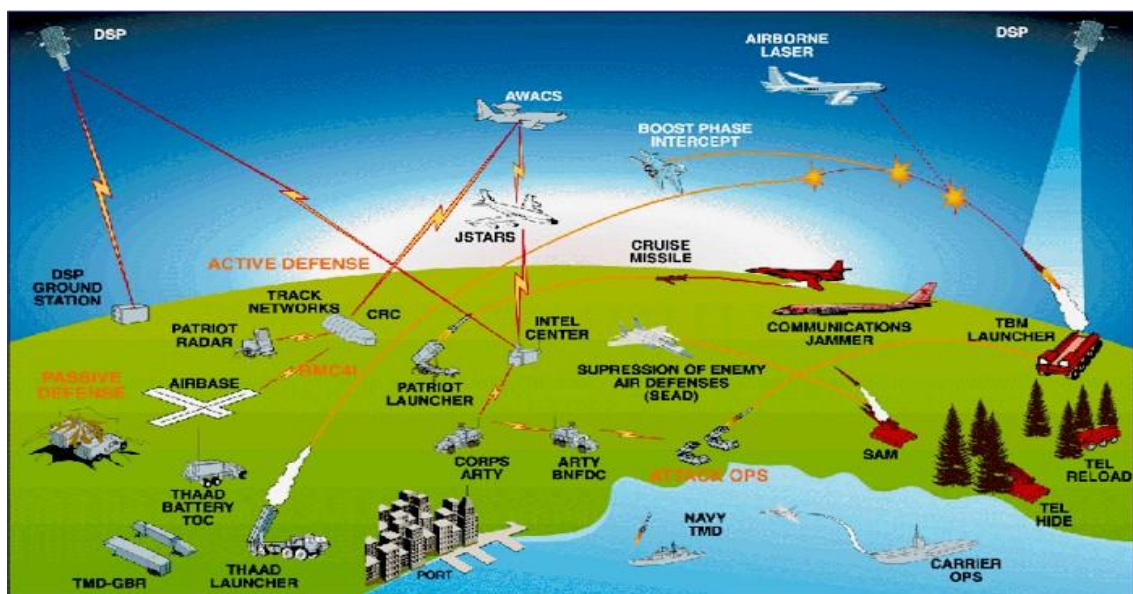 DSP
DSP
AIRBORNE
LASER
AWACS
BOOST PHASE
INTERCEPT
JSTARS
CRUISE
MISSILE
ACTIVE DEFENSE
DSP
GROUND
STATION
TRACK
NETWORKS
CRC
PATRIOT
RADAR
INTEL
CENTER
COMMUNICATIONS
JAMMER
TBM
LAUNCHER
BMC4I
PATRIOT
LAUNCHER
SUPRESSION OF ENEMY
AIR DEFENSES
(SEAD)
PASSIVE
DEFENSE
AIRBASE
CORPS
ARTY
ARTY
BNFDC
ATTACK OPS
SAM
TEL
RELOAD
TEL
HIDE
THAAD
BATTERY
TOC
NAVY
TMD
TMD-GBR
THAAD
LAUNCHER
PORT
CARRIER
OPS